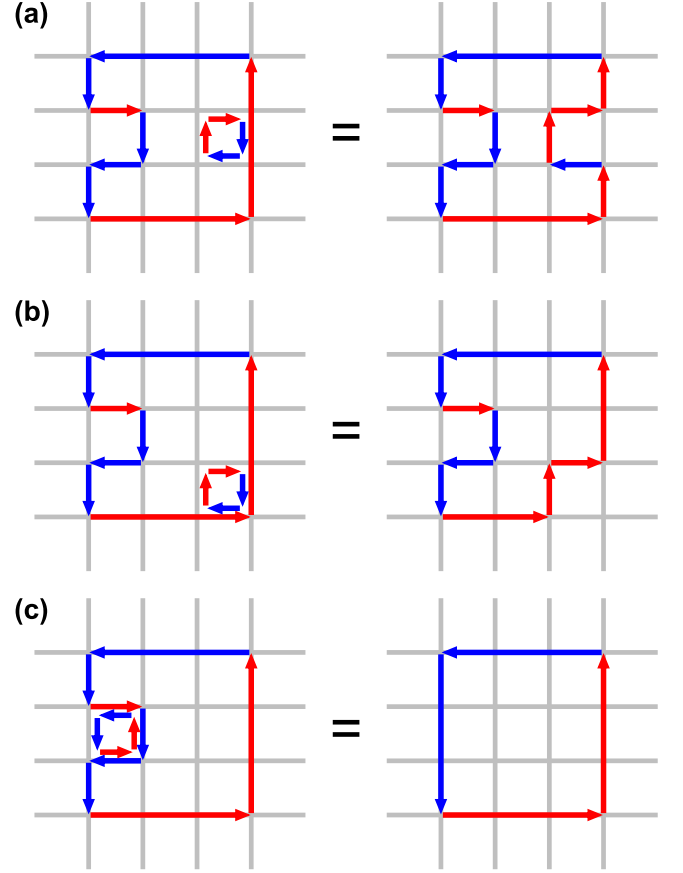 (a)
=
(b)
=
(c)
=